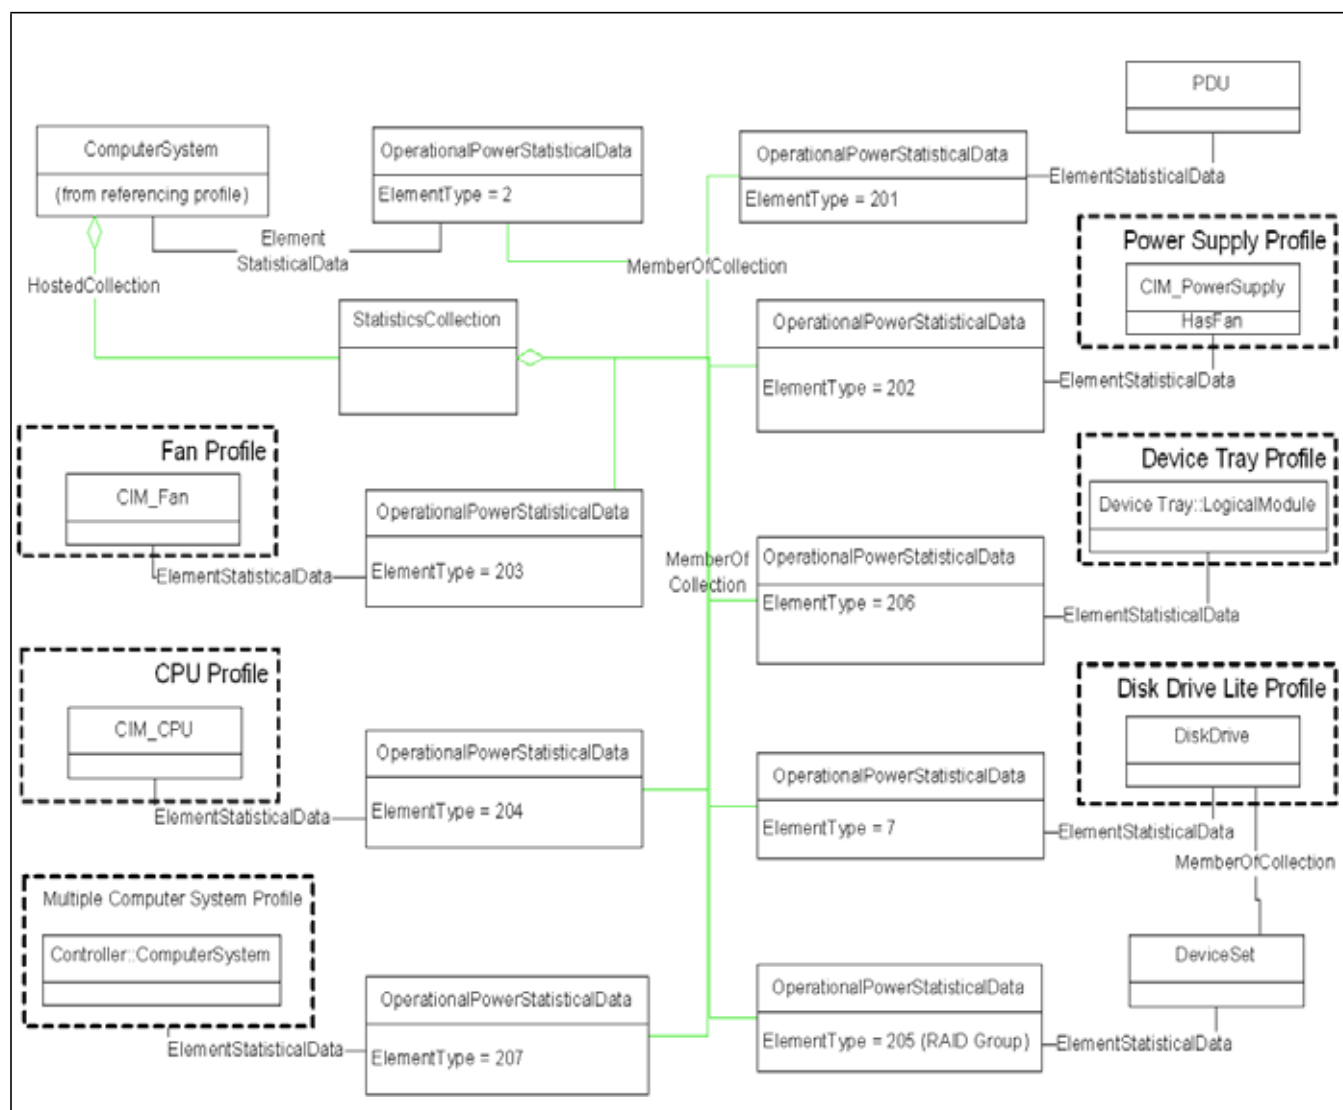 PDU
ComputerSystem
(from referencing profile)
OperationalPowerStatisticalData
ElementType = 2
OperationalPowerStatisticalData
ElementType = 201
ElementStatisticalData
Element
StatisticalData
MemberOfCollection
HostedCollection
Power Supply Profile
CIM_PowerSupply
HasFan
StatisticsCollection
OperationalPowerStatisticalData
ElementType = 202
ElementStatisticalData
Fan Profile
CIM_Fan
OperationalPowerStatisticalData
ElementType = 203
ElementStatisticalData
Device Tray Profile
Device Tray::LogicalModule
MemberOf
Collection
OperationalPowerStatisticalData
ElementType = 206
ElementStatisticalData
CPU Profile
CIM_CPU
OperationalPowerStatisticalData
ElementType = 204
ElementStatisticalData
Disk Drive Lite Profile
DiskDrive
OperationalPowerStatisticalData
ElementType = 7
ElementStatisticalData
MemberOfCollection
Multiple Computer System Profile
Controller::ComputerSystem
OperationalPowerStatisticalData
ElementType = 207
ElementStatisticalData
DeviceSet
OperationalPowerStatisticalData
ElementType = 205 (RAID Group)
ElementStatisticalData